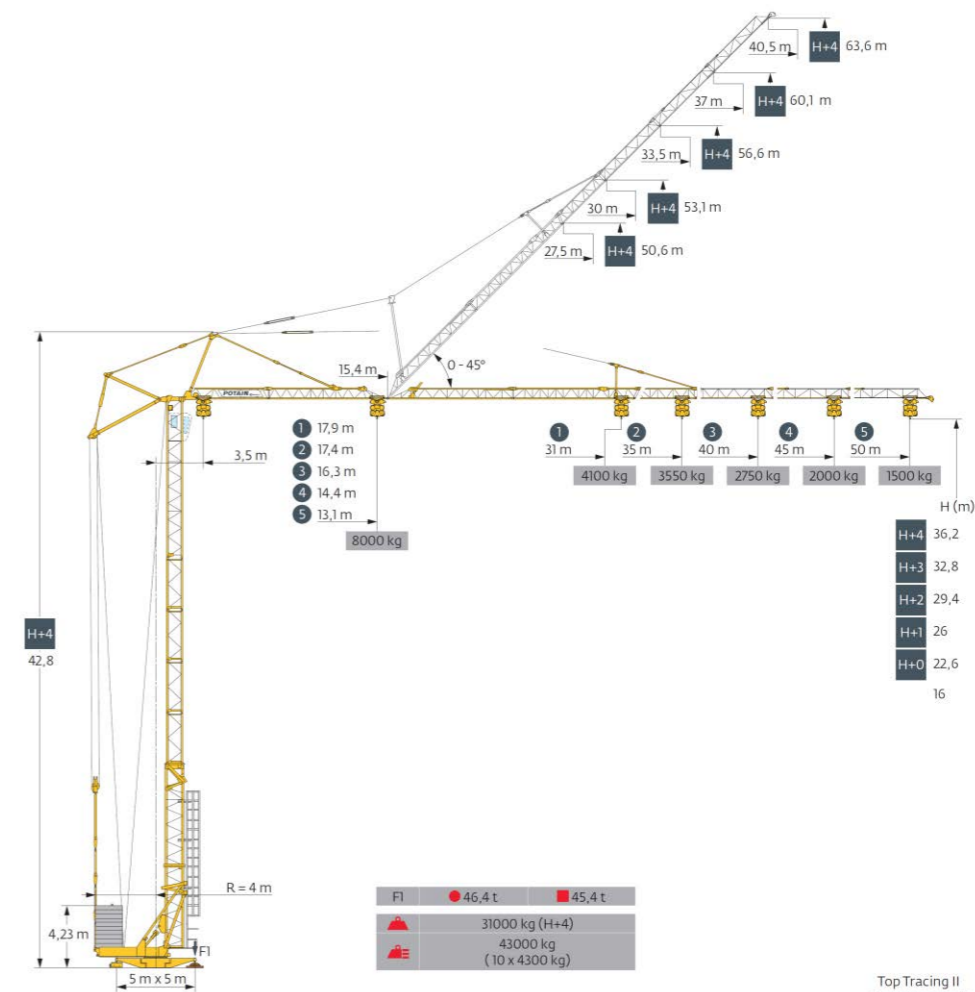 40,5 m H+4 63,6 m
37 m H+4 60,1 m
33,5 m H+4 56,6 m
30 m H+4 53,1 m
27,5 m H+4 50,6 m
15,4 m 0 - 45°
POTAIN
3,5 m
1 17,9 m
2 17,4 m
3 16,3 m
4 14,4 m
5 13,1 m
8000 kg
1 2 3 4 5
31 m 35 m 40 m 45 m 50 m
4100 kg 3550 kg 2750 kg 2000 kg 1500 kg
H (m)
H+4 36,2
H+3 32,8
H+2 29,4
H+1 26
H+0 22,6
16
H+4
42,8
R = 4 m
4,23 m
F1
5 m x 5 m
F1 46,4 t 45,4 t
31000 kg (H+4)
43000 kg
( 10 x 4300 kg)
Top Tracing II